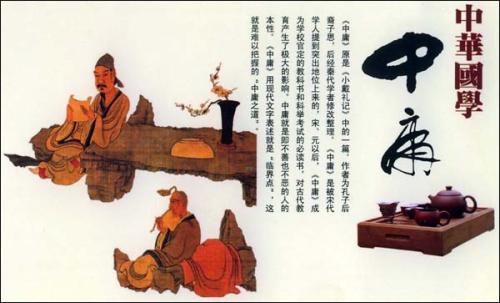 中華國學
中庸
《中庸》原是《小戴礼记》中的一篇，作者为孔子后
裔子思，后经秦代学者修改整理，《中庸》是被宋代
学人提到突出地位上来的，宋、元以后，《中庸》成
为学校官定的教科书和科举考试的必读书，对古代教
育产生了极大的影响。中庸就是即不善也不恶的人的
本性，《中庸》用现代文字表述就是“临界点”，这
就是难以把握的“中庸之道”。